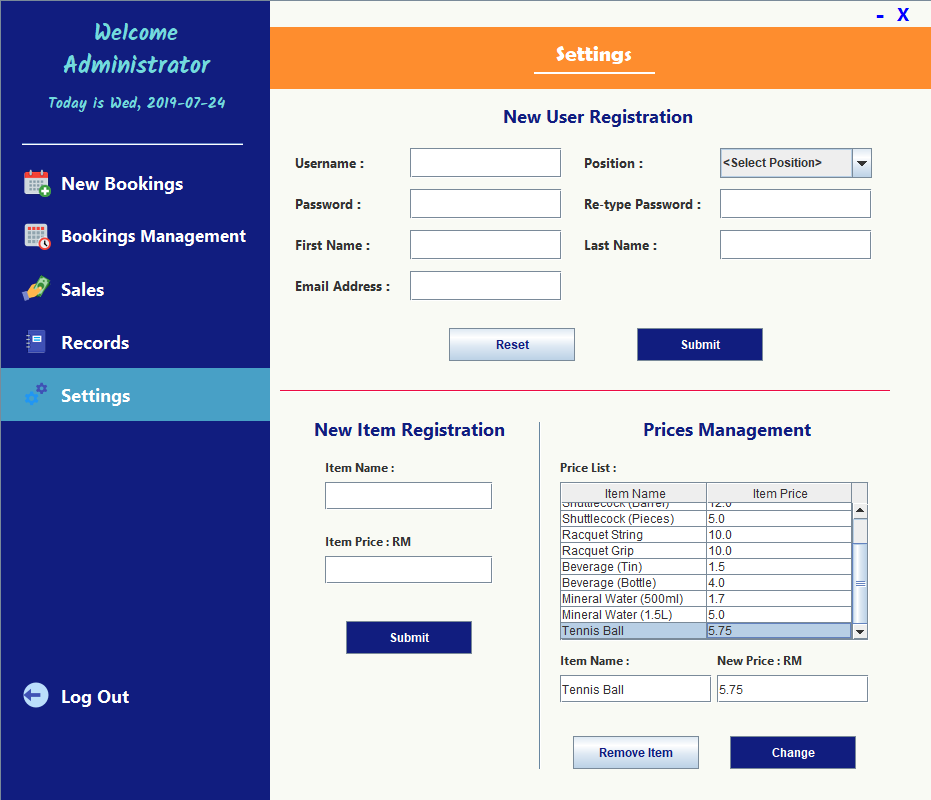 - X
Welcome
Administrator
Today is Wed, 2019-07-24
New Bookings
Bookings Management
Sales
Records
Settings
Log Out
Settings
New User Registration
Username :
Position :
<Select Position>
Password :
Re-type Password :
First Name :
Last Name :
Email Address :
Reset
Submit
New Item Registration
Item Name :
Item Price : RM
Submit
Prices Management
Price List :
Item Name Item Price
Shuttlecock (Barrel) 12.0
Shuttlecock (Pieces) 5.0
Racquet String 10.0
Racquet Grip 10.0
Beverage (Tin) 1.5
Beverage (Bottle) 4.0
Mineral Water (500ml) 1.7
Mineral Water (1.5L) 5.0
Tennis Ball 5.75
Item Name : New Price : RM
Tennis Ball 5.75
Remove Item Change